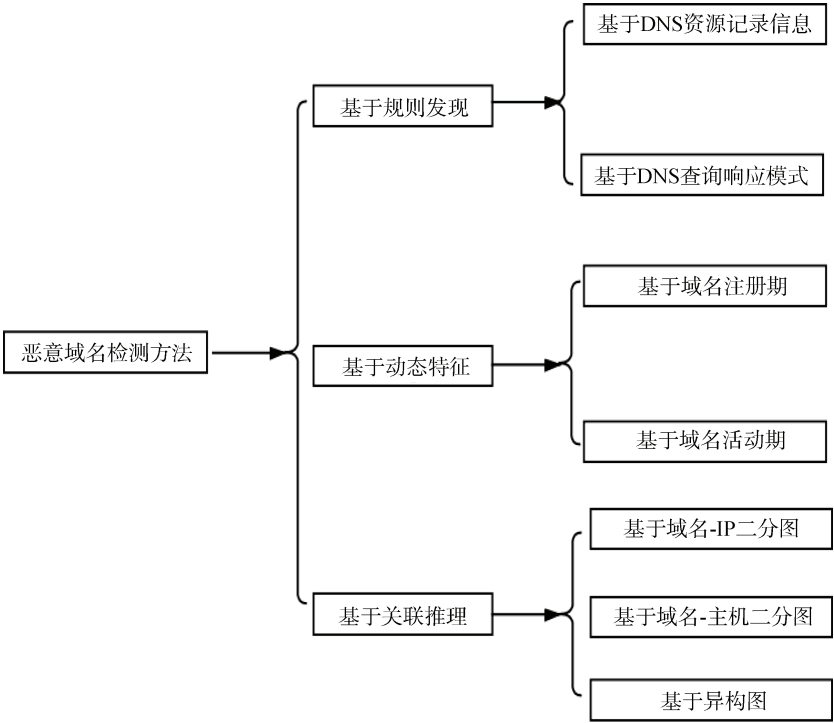 恶意域名检测方法
基于规则发现
基于DNS资源记录信息
基于DNS查询响应模式
基于动态特征
基于域名注册期
基于域名活动期
基于关联推理
基于域名-IP二分图
基于域名-主机二分图
基于异构图